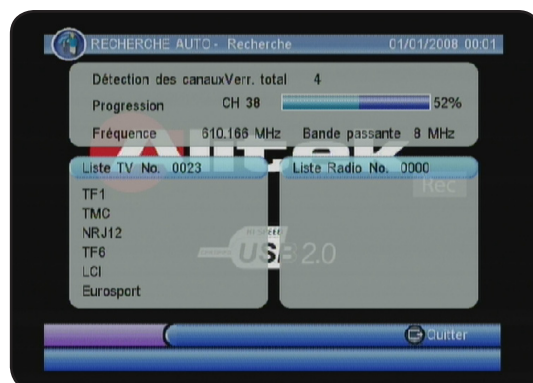 RECHERCHE AUTO - Recherche 01/01/2008 00:01
Détection des canauxVerr. total 4
Progression CH 38 52%
Fréquence 610.166 MHz Bande passante 8 MHz
Liste TV No. 0023
Liste Radio No. 0000
Rec
TF1
TMC
NRJ12
TF6
LCI
Eurosport
USB 2.0
Quitter